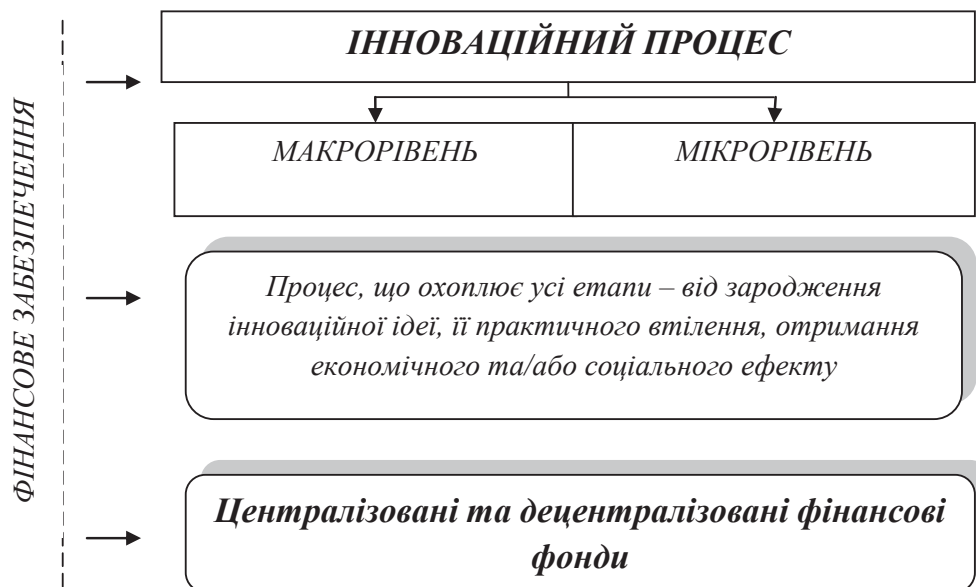 ФІНАНСОВЕ ЗАБЕЗПЕЧЕННЯ
ІННОВАЦІЙНИЙ ПРОЦЕС
МАКРОРІВЕНЬ
МІКРОРІВЕНЬ
Процес, що охоплює усі етапи – від зародження
інноваційної ідеї, її практичного втілення, отримання
економічного та/або соціального ефекту
Централізовані та децентралізовані фінансові
фонди